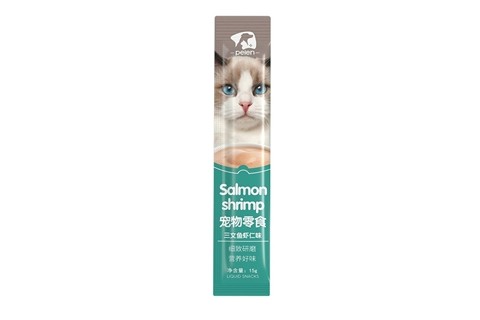 peien
Salmon
shrimp
宠物零食
三文鱼虾仁味
细致研磨
营养好味
净含量：15g
LIQUID SNACKS